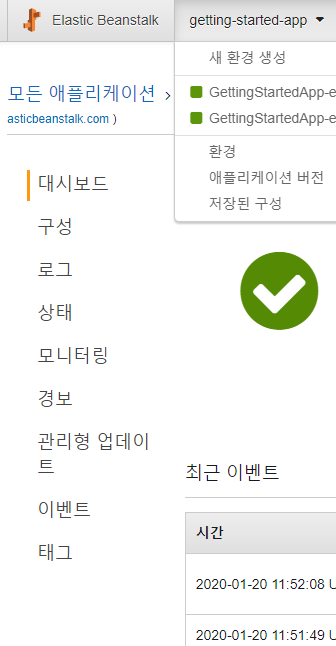 Elastic Beanstalk
getting-started-app
새 환경 생성
GettingStartedApp-e
GettingStartedApp-e
환경
애플리케이션 버전
저장된 구성
모든 애플리케이션 >
asticbeanstalk.com )
대시보드
구성
로그
상태
모니터링
경보
관리형 업데이
트
이벤트
태그
최근 이벤트
시간
2020-01-20 11:52:08 U
2020-01-20 11:51:49 U